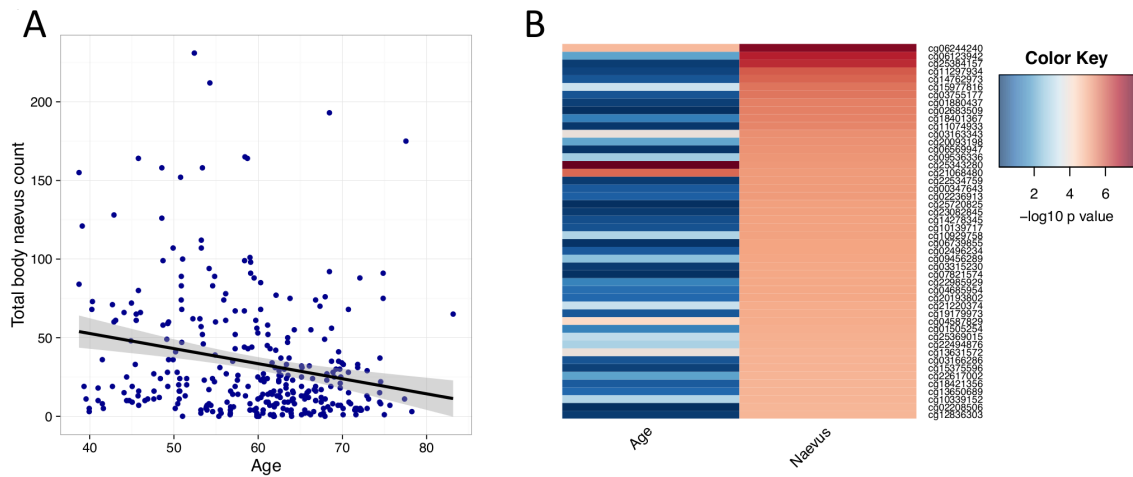 A
B
Total body naevus count
200
150
100
50
0
40
50
60
70
80
Age
cg06244240
cg06123942
cg25384157
cg11297934
cg14762973
cg15977816
cg03755177
cg01880437
cg02683509
cg18401367
cg11074933
cg03163343
cg20093198
cg06569947
cg09536336
cg25343280
cg21068480
cg22534759
cg00347643
cg02236913
cg25720825
cg23082845
cg14278345
cg10139717
cg10929758
cg06739855
cg02496234
cg09456289
cg03315230
cg07821574
cg22985929
cg04685954
cg20193802
cg21220374
cg19179973
cg04587829
cg01505254
cg25369015
cg22494876
cg13631572
cg03166286
cg15375596
cg22617002
cg18421356
cg13650689
cg10339152
cg02208506
cg12836303
Age
Naevus
Color Key
2 4 6
−log10 p value